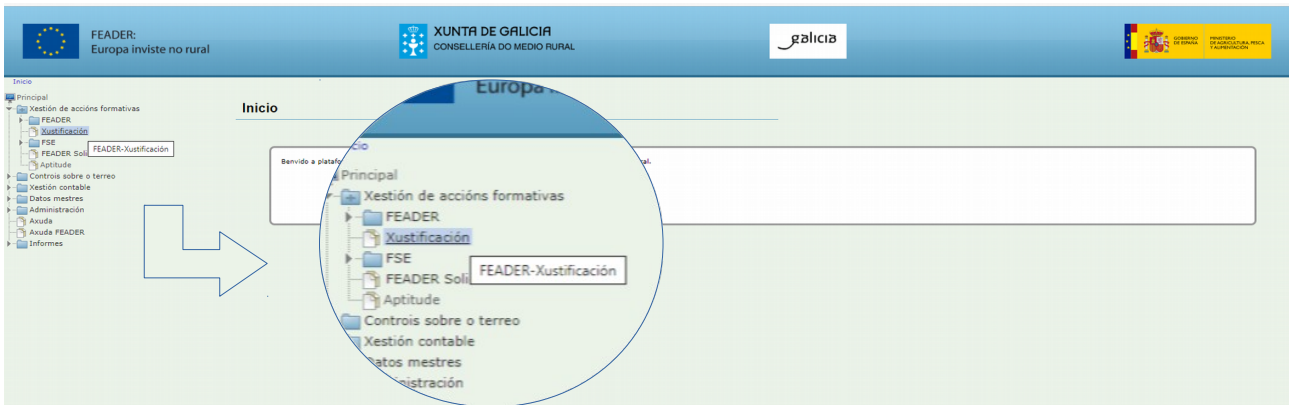 FEADER:
Europa inviste no rural
XUNTA DE GALICIA
CONSELLERÍA DO MEDIO RURAL
galicia
GOBIERNO
DE ESPAÑA
MINISTERIO
DE AGRICULTURA, PESCA
Y ALIMENTACIÓN
Inicio
Principal
Xestión de accións formativas
FEADER
Xustificación
FSE
FEADER Soli
FEADER-Xustificación
Aptitude
Controis sobre o terreo
Xestión contable
Datos mestres
Administración
Axuda
Axuda FEADER
Informes
Inicio
Benvido a platafo
al.
Europa
cio
Principal
Xestión de accións formativas
FEADER
Xustificación
FSE
FEADER Soli
FEADER-Xustificación
Aptitude
Controis sobre o terreo
Xestión contable
Datos mestres
nistración